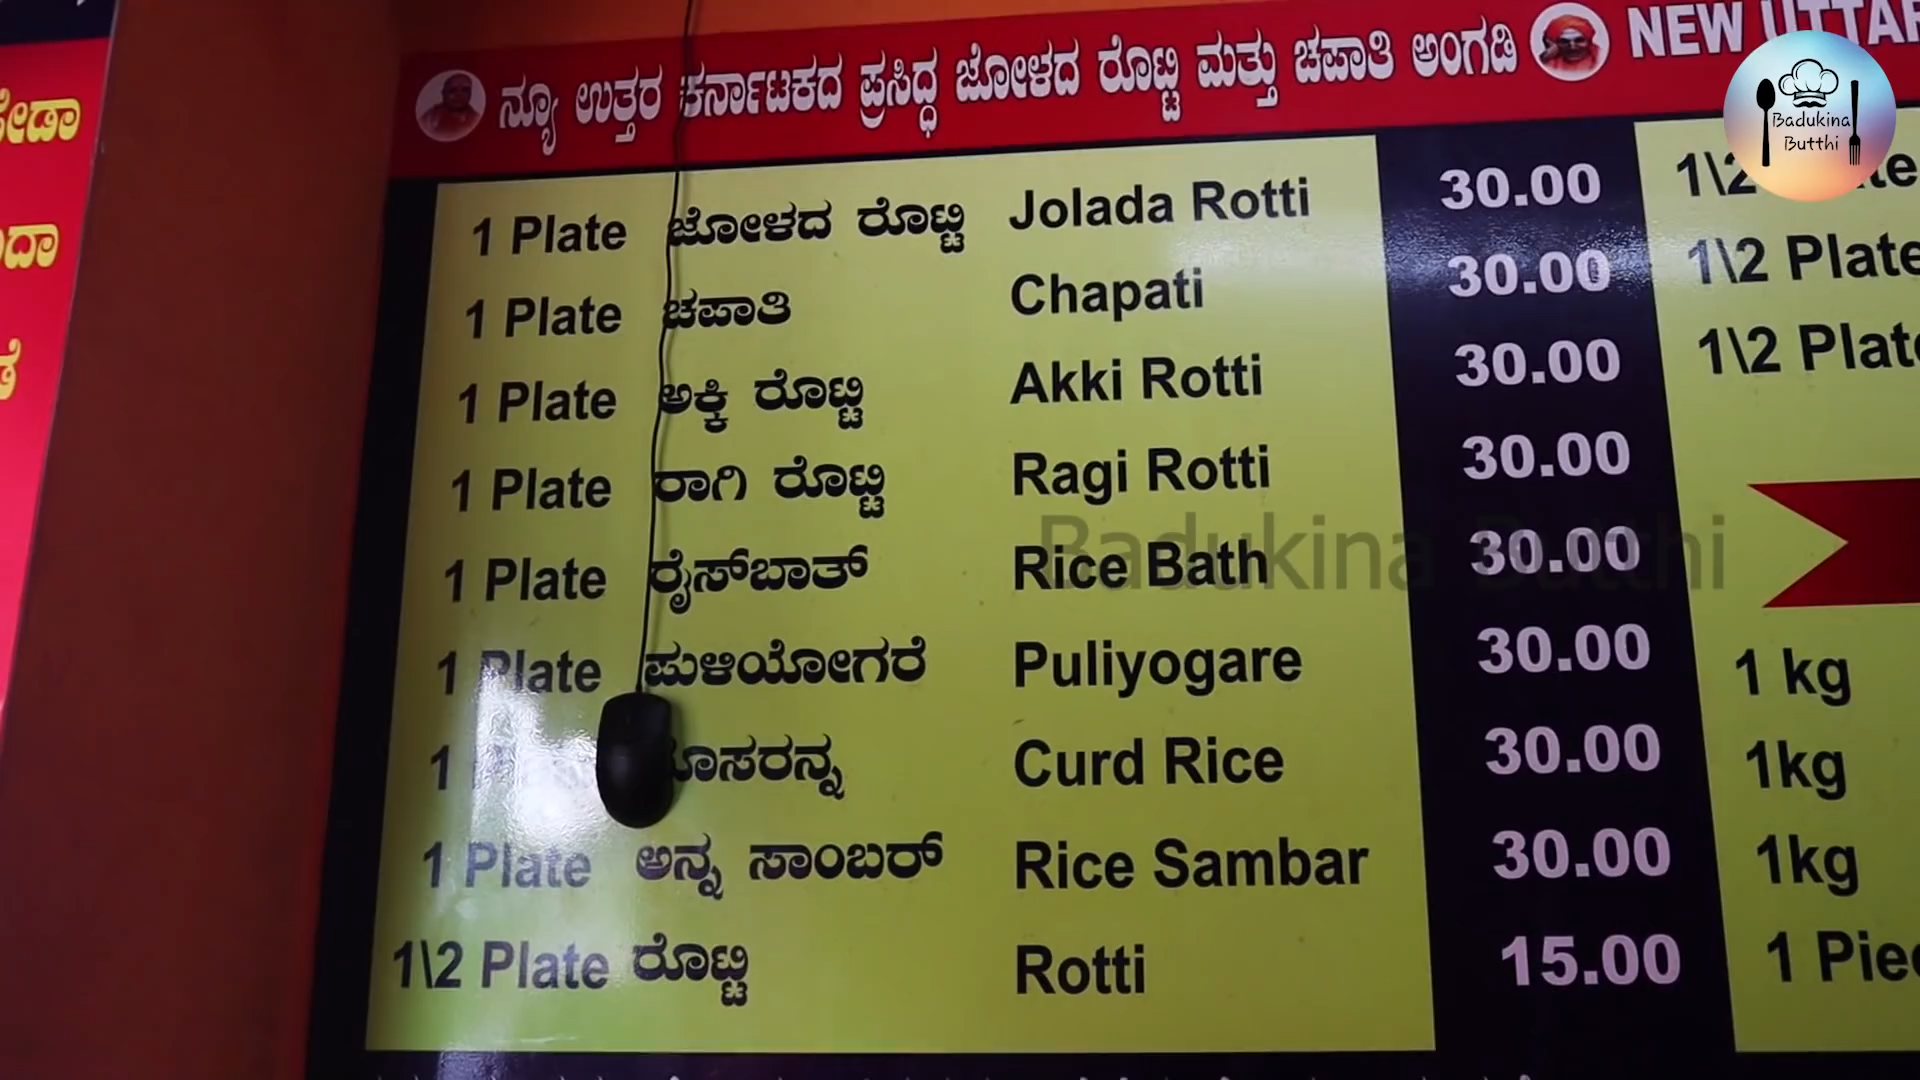 ನ್ಯೂ ಉತ್ತರ ಕರ್ನಾಟಕದ ಪ್ರಸಿದ್ಧ ಜೋಳದ ರೊಟ್ಟಿ ಮತ್ತು ಚಪಾತಿ ಅಂಗಡಿ NEW
Badukina
Butthi
1 Plate ಜೋಳದ ರೊಟ್ಟಿ Jolada Rotti 30.00
1 Plate ಚಪಾತಿ Chapati 30.00 1\2 Plate
1 Plate ಅಕ್ಕಿ ರೊಟ್ಟಿ Akki Rotti 30.00 1\2 Plate
1 Plate ರಾಗಿ ರೊಟ್ಟಿ Ragi Rotti 30.00
1 Plate ರೈಸ್‌ಬಾತ್ Rice Bath 30.00
Badukina Butthi
1 Plate ಪುಳಿಯೋಗರೆ Puliyogare 30.00 1 kg
1 Curd Rice 30.00 1kg
1 Plate ಅನ್ನ ಸಾಂಬರ್ Rice Sambar 30.00 1kg
1\2 Plate ರೊಟ್ಟಿ Rotti 15.00 1